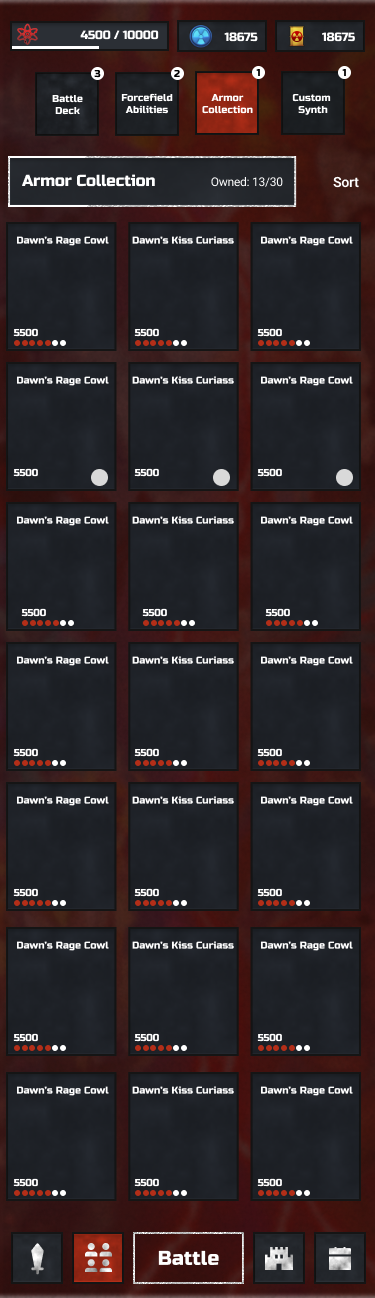 4500 / 10000
18675
18675
3
2
1
1
Battle
Deck
Forcefield
Abilities
Armor
Collection
Custom
Synth
Armor Collection
Owned: 13/30
Sort
Dawn's Rage Cowl
Dawn's Kiss Curiass
Dawn's Rage Cowl
5500
5500
5500
Dawn's Rage Cowl
Dawn's Kiss Curiass
Dawn's Rage Cowl
5500
5500
5500
Dawn's Rage Cowl
Dawn's Kiss Curiass
Dawn's Rage Cowl
5500
5500
5500
Dawn's Rage Cowl
Dawn's Kiss Curiass
Dawn's Rage Cowl
5500
5500
5500
Dawn's Rage Cowl
Dawn's Kiss Curiass
Dawn's Rage Cowl
5500
5500
5500
Dawn's Rage Cowl
Dawn's Kiss Curiass
Dawn's Rage Cowl
5500
5500
5500
Dawn's Rage Cowl
Dawn's Kiss Curiass
Dawn's Rage Cowl
5500
5500
5500
Battle